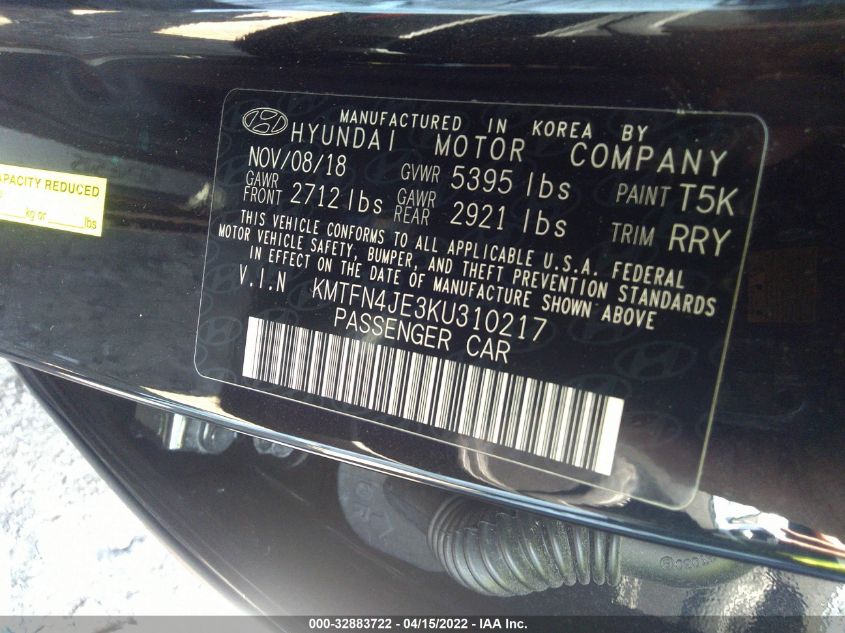 MANUFACTURED IN KOREA BY
HYUNDAI MOTOR COMPANY
NOV/08/18 GVWR 5395 lbs PAINT T5K
GAWR FRONT 2712 lbs GAWR REAR 2921 lbs TRIM RRY
THIS VEHICLE CONFORMS TO ALL APPLICABLE U.S.A. FEDERAL
MOTOR VEHICLE SAFETY, BUMPER, AND THEFT PREVENTION STANDARDS
IN EFFECT ON THE DATE OF MANUFACTURE SHOWN ABOVE
V.I.N KMTFN4JE3KU310217
PASSENGER CAR
APACITY REDUCED
kg or lbs
000-32883722 - 04/15/2022 - IAA Inc.